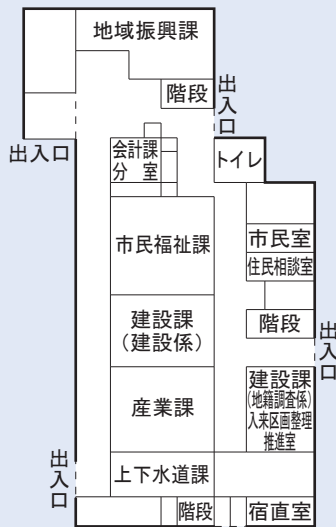 地域振興課
階段
出入口
出入口
会計課
分室
トイレ
市民福祉課
市民室
住民相談室
建設課
(建設係)
階段
出入口
産業課
建設課
(地籍調査係)
入来区画整理
推進室
上下水道課
出入口
階段
宿直室